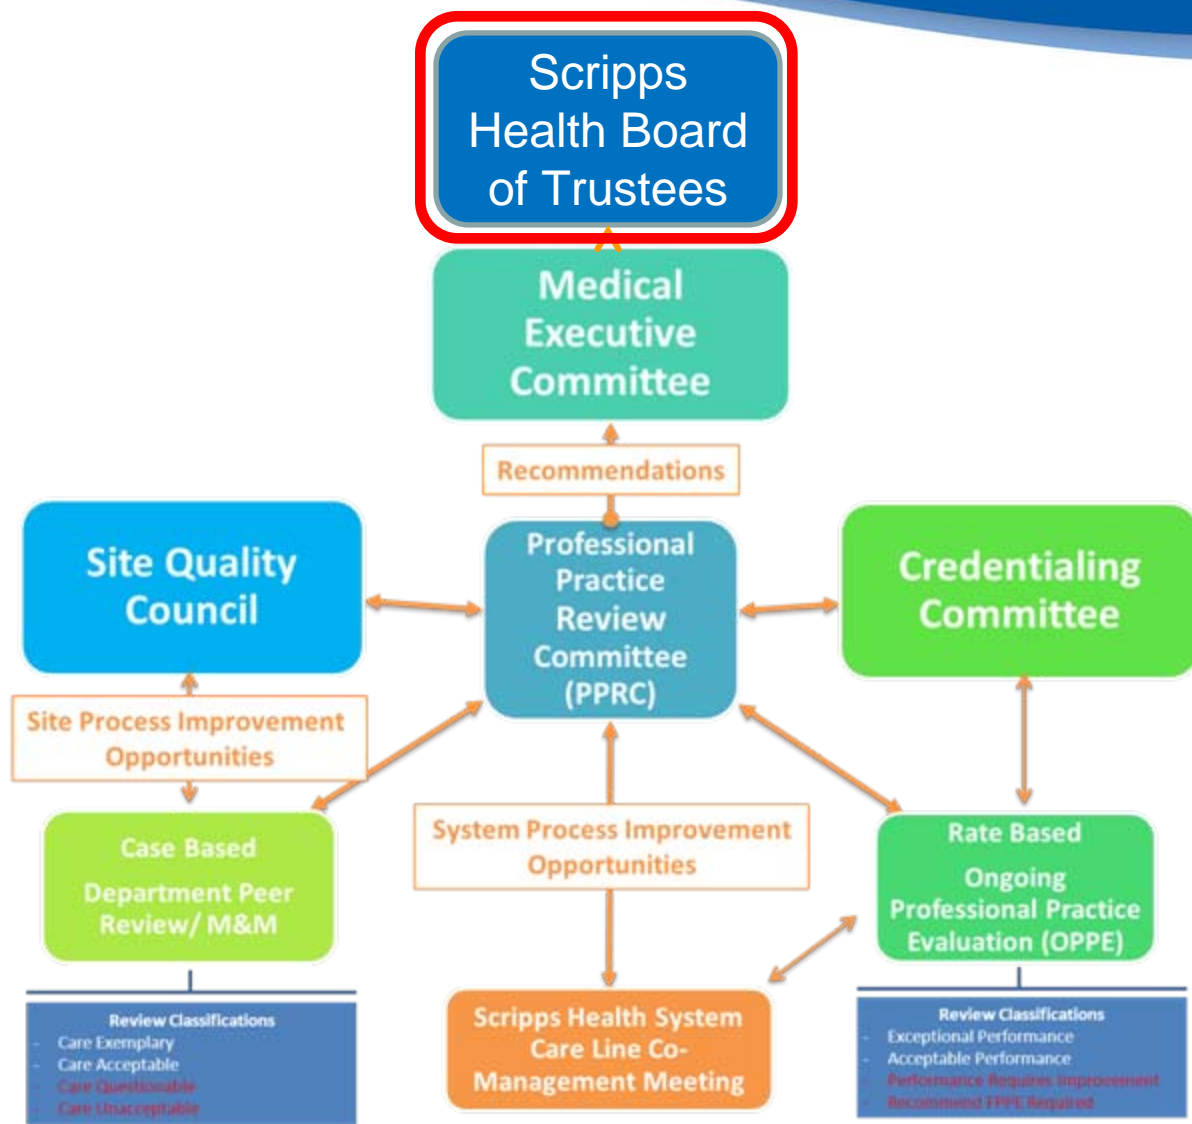 Scripps
Health Board
of Trustees
Medical
Executive
Committee
Recommendations
Site Quality
Council
Professional
Practice
Review
Committee
(PPRC)
Credentialing
Committee
Site Process Improvement
Opportunities
System Process Improvement
Opportunities
Case Based
Department Peer
Review/ M&M
Rate Based
Ongoing
Professional Practice
Evaluation (OPPE)
Scripps Health System
Care Line Co-
Management Meeting
Review Classifications
- Care Exemplary
- Care Acceptable
- Care Questionable
- Care Unacceptable
Review Classifications
- Exceptional Performance
- Acceptable Performance
- Performance Requires Improvement
- Recommend FPPE Required